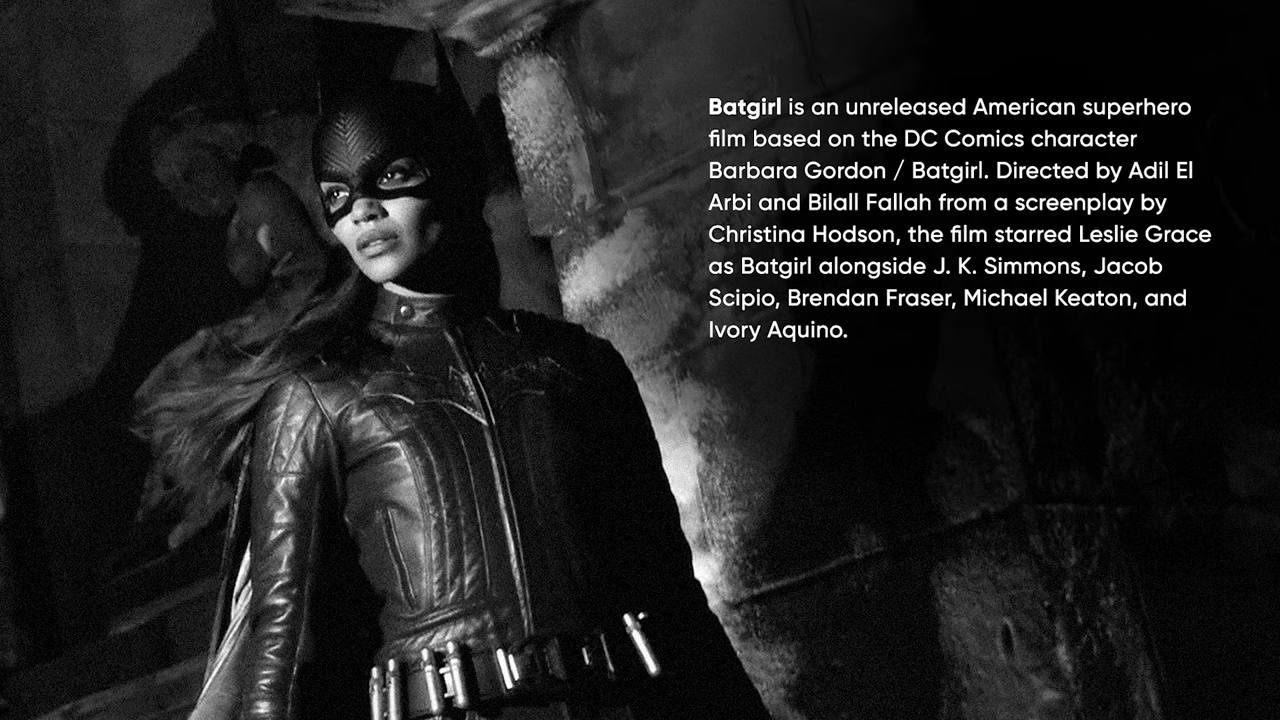 Batgirl is an unreleased American superhero
film based on the DC Comics character
Barbara Gordon / Batgirl. Directed by Adil El
Arbi and Bilall Fallah from a screenplay by
Christina Hodson, the film starred Leslie Grace
as Batgirl alongside J. K. Simmons, Jacob
Scipio, Brendan Fraser, Michael Keaton, and
Ivory Aquino.